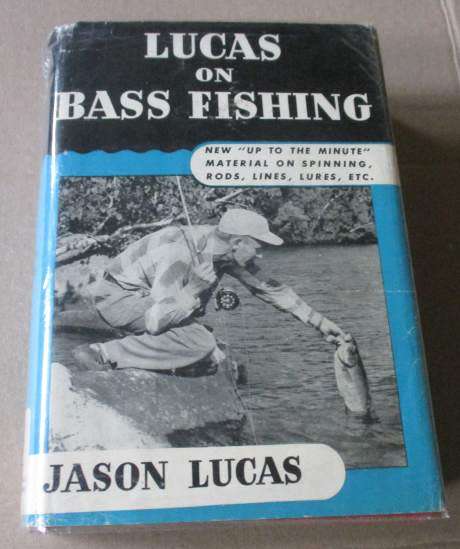 LUCAS
ON
BASS FISHING
NEW "UP TO THE MINUTE"
MATERIAL ON SPINNING,
RODS, LINES, LURES, ETC.
JASON LUCAS